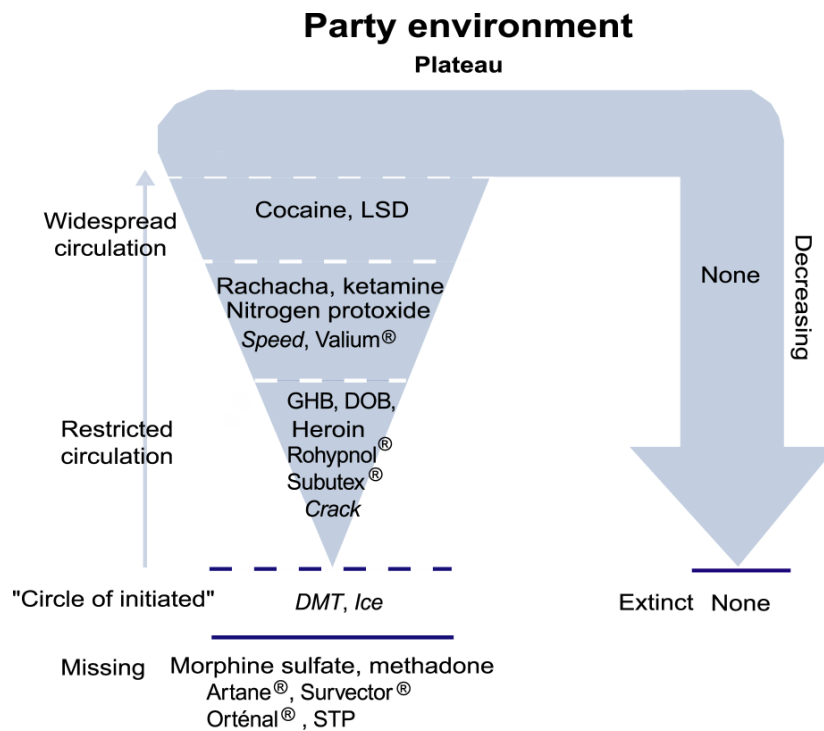 Party environment
Plateau
Widespread
circulation
Cocaine, LSD
Rachacha, ketamine
Nitrogen protoxide
Speed, Valium®
None
Decreasing
Restricted
circulation
GHB, DOB,
Heroin
Rohypnol®
Subutex®
Crack
"Circle of initiated"
DMT, Ice
Extinct None
Missing
Morphine sulfate, methadone
Artane®, Survector®
Orténal® , STP